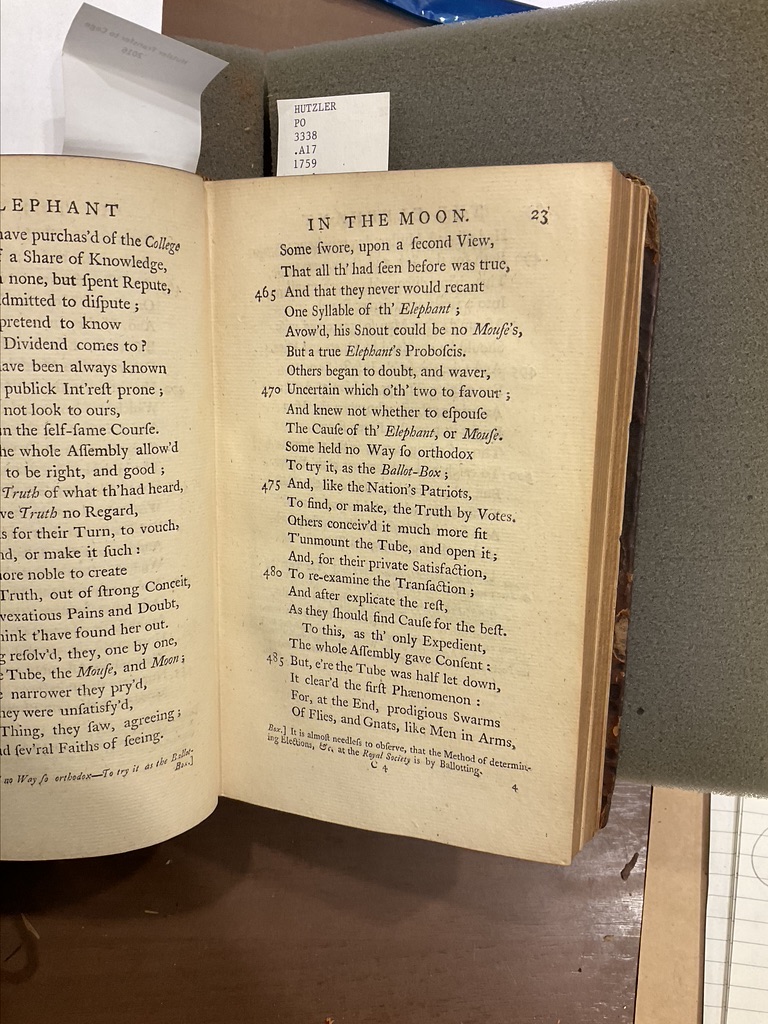 HUTZLER
PO
3338
.A17
1759
LEPHANT
have purchas'd of the College
a Share of Knowledge,
none, but ſpent Repute,
dmitted to diſpute ;
pretend to know
Dividend comes to ?
ave been always known
publick Int'reſt prone ;
not look to ours,
n the ſelf-ſame Courſe.
he whole Aſſembly allow'd
to be right, and good ;
Truth of what th'had heard,
ve Truth no Regard,
s for their Turn, to vouch,
nd, or make it ſuch :
ore noble to create
Truth, out of ſtrong Conceit,
vexatious Pains and Doubt,
hink t'have found her out.
g reſolv'd, they, one by one,
Tube, the Mouſe, and Moon ;
narrower they pry'd,
hey were unſatisfy'd,
Thing, they ſaw, agreeing ;
d ſev'ral Faiths of ſeeing.
no Way ſo orthodox—To try it as the Ballot-
Box.]
IN THE MOON. 23
Some ſwore, upon a ſecond View,
That all th' had ſeen before was true,
465 And that they never would recant
One Syllable of th' Elephant ;
Avow'd, his Snout could be no Mouſe's,
But a true Elephant's Proboſcis.
Others began to doubt, and waver,
470 Uncertain which o'th' two to favour ;
And knew not whether to eſpouſe
The Cauſe of th' Elephant, or Mouſe.
Some held no Way ſo orthodox
To try it, as the Ballot-Box ;
475 And, like the Nation's Patriots,
To find, or make, the Truth by Votes.
Others conceiv'd it much more fit
T'unmount the Tube, and open it ;
And, for their private Satisfaction,
480 To re-examine the Tranſaction ;
And after explicate the reſt,
As they ſhould find Cauſe for the beſt.
To this, as th' only Expedient,
The whole Aſſembly gave Conſent :
485 But, e're the Tube was half let down,
It clear'd the firſt Phænomenon :
For, at the End, prodigious Swarms
Of Flies, and Gnats, like Men in Arms,
Box.] It is almoſt needleſs to obſerve, that the Method of determin-
ing Elections, &c. at the Royal Society is by Ballotting.
C 4
4